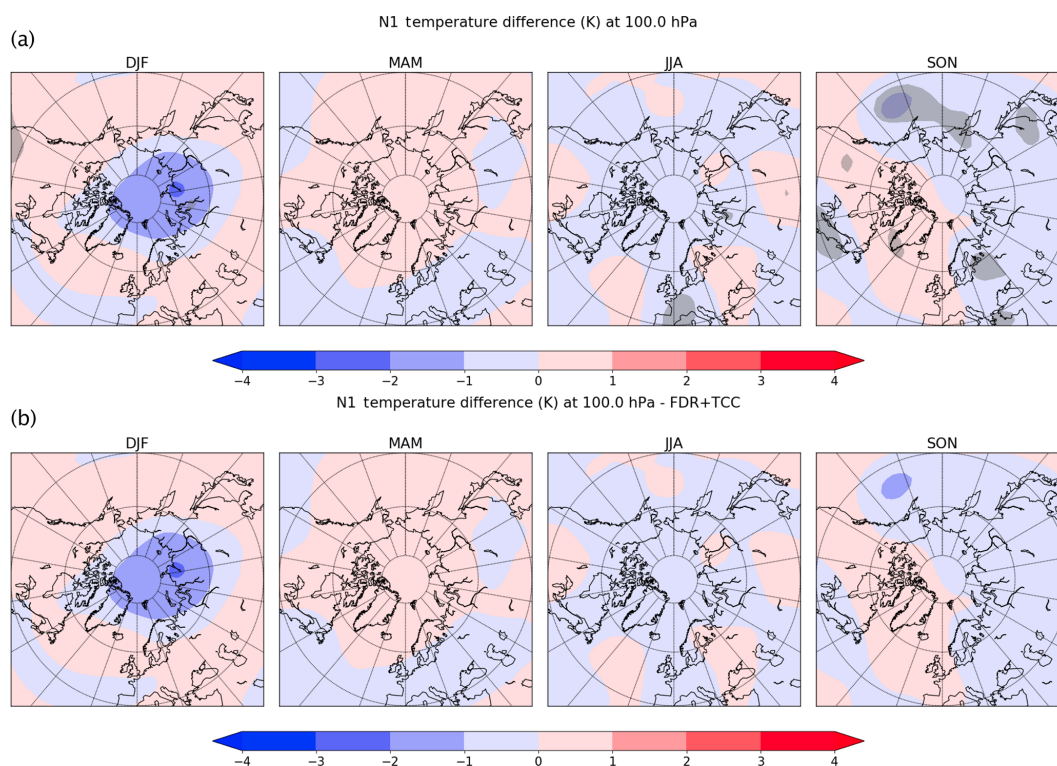 N1 temperature difference (K) at 100.0 hPa
(a)
DJF MAM JJA SON
−4 −3 −2 −1 0 1 2 3 4
N1 temperature difference (K) at 100.0 hPa - FDR+TCC
(b)
DJF MAM JJA SON
−4 −3 −2 −1 0 1 2 3 4